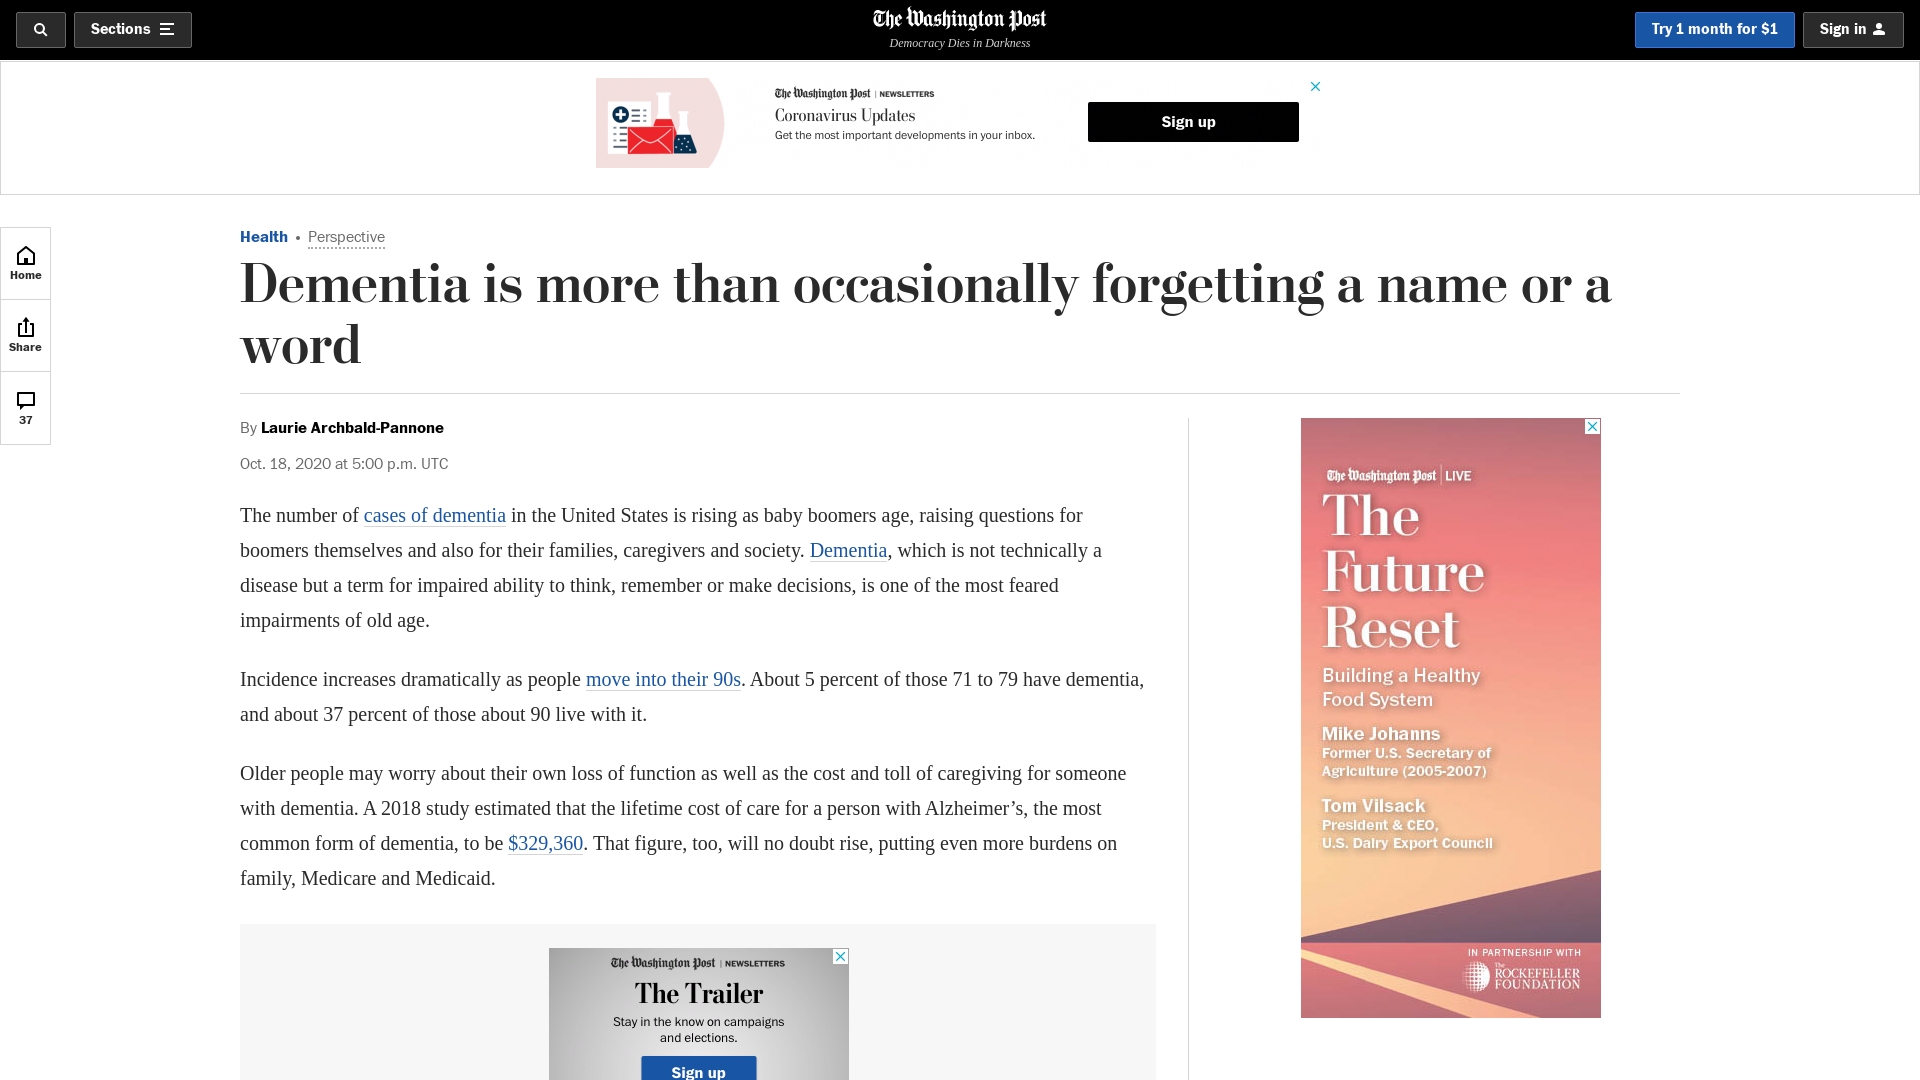 Sections
The Washington Post
Democracy Dies in Darkness
Try 1 month for $1
Sign in
The Washington Post | NEWSLETTERS
Coronavirus Updates
Get the most important developments in your inbox.
Sign up
Home
Share
37
Health • Perspective
Dementia is more than occasionally forgetting a name or a
word
By Laurie Archbald-Pannone
Oct. 18, 2020 at 5:00 p.m. UTC
The number of cases of dementia in the United States is rising as baby boomers age, raising questions for
boomers themselves and also for their families, caregivers and society. Dementia, which is not technically a
disease but a term for impaired ability to think, remember or make decisions, is one of the most feared
impairments of old age.
Incidence increases dramatically as people move into their 90s. About 5 percent of those 71 to 79 have dementia,
and about 37 percent of those about 90 live with it.
Older people may worry about their own loss of function as well as the cost and toll of caregiving for someone
with dementia. A 2018 study estimated that the lifetime cost of care for a person with Alzheimer’s, the most
common form of dementia, to be $329,360. That figure, too, will no doubt rise, putting even more burdens on
family, Medicare and Medicaid.
The Washington Post | NEWSLETTERS
The Trailer
Stay in the know on campaigns
and elections.
Sign up
The Washington Post | LIVE
The
Future
Reset
Building a Healthy
Food System
Mike Johanns
Former U.S. Secretary of
Agriculture (2005-2007)
Tom Vilsack
President & CEO,
U.S. Dairy Export Council
IN PARTNERSHIP WITH
The
ROCKEFELLER
FOUNDATION